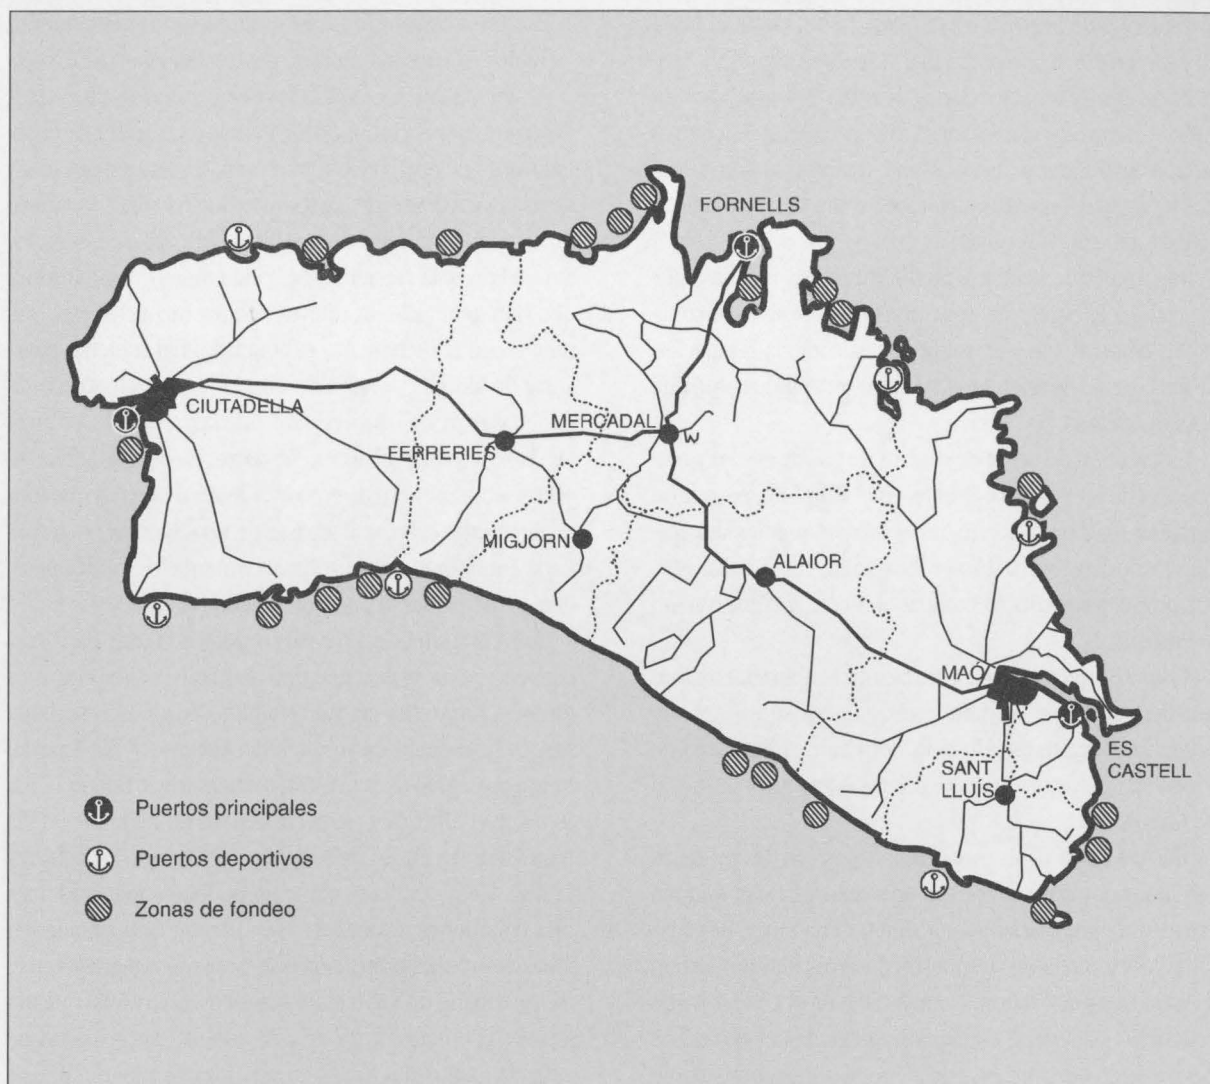 FORNELLS
CIUTADELLA
MERCADAL
W
FERRERIES
MIGJORN
ALAIOR
MAÓ
ES
CASTELL
SANT
LLUÍS
Puertos principales
Puertos deportivos
Zonas de fondeo